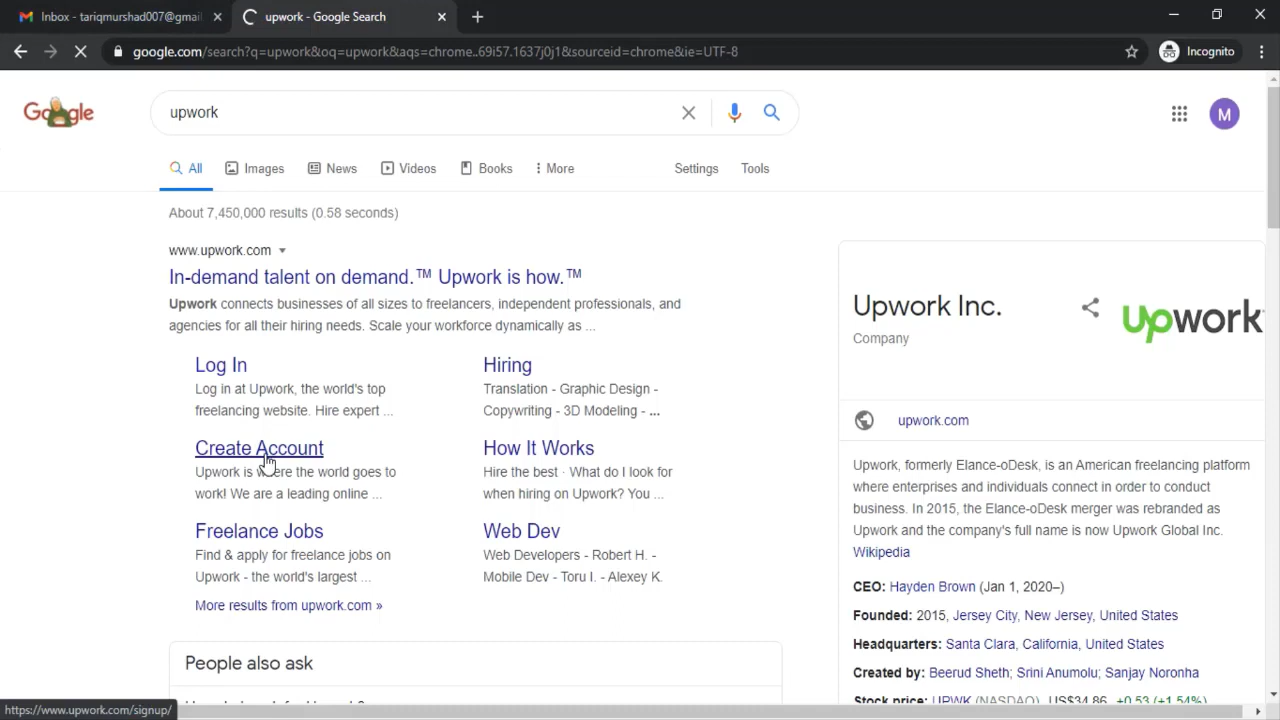 Inbox - tariqmurshad007@gmail
upwork - Google Search
google.com/search?q=upwork&oq=upwork&aqs=chrome..69i57.1637j0j1&sourceid=chrome&ie=UTF-8
Incognito
Google
upwork
M
All
Images
News
Videos
Books
More
Settings
Tools
About 7,450,000 results (0.58 seconds)
www.upwork.com
In-demand talent on demand.™ Upwork is how.™
Upwork connects businesses of all sizes to freelancers, independent professionals, and
agencies for all their hiring needs. Scale your workforce dynamically as ...
Log In
Log in at Upwork, the world's top
freelancing website. Hire expert ...
Hiring
Translation - Graphic Design -
Copywriting - 3D Modeling - ...
Create Account
Upwork is where the world goes to
work! We are a leading online ...
How It Works
Hire the best · What do I look for
when hiring on Upwork? You ...
Freelance Jobs
Find & apply for freelance jobs on
Upwork - the world's largest ...
Web Dev
Web Developers - Robert H. -
Mobile Dev - Toru I. - Alexey K.
More results from upwork.com »
People also ask
Upwork Inc.
Company
Upwork
upwork.com
Upwork, formerly Elance-oDesk, is an American freelancing platform
where enterprises and individuals connect in order to conduct
business. In 2015, the Elance-oDesk merger was rebranded as
Upwork and the company's full name is now Upwork Global Inc.
Wikipedia
CEO: Hayden Brown (Jan 1, 2020–)
Founded: 2015, Jersey City, New Jersey, United States
Headquarters: Santa Clara, California, United States
Created by: Beerud Sheth; Srini Anumolu; Sanjay Noronha
Stock price: UPWK (NASDAQ) US$34.86 +0.53 (+1.54%)
https://www.upwork.com/signup/